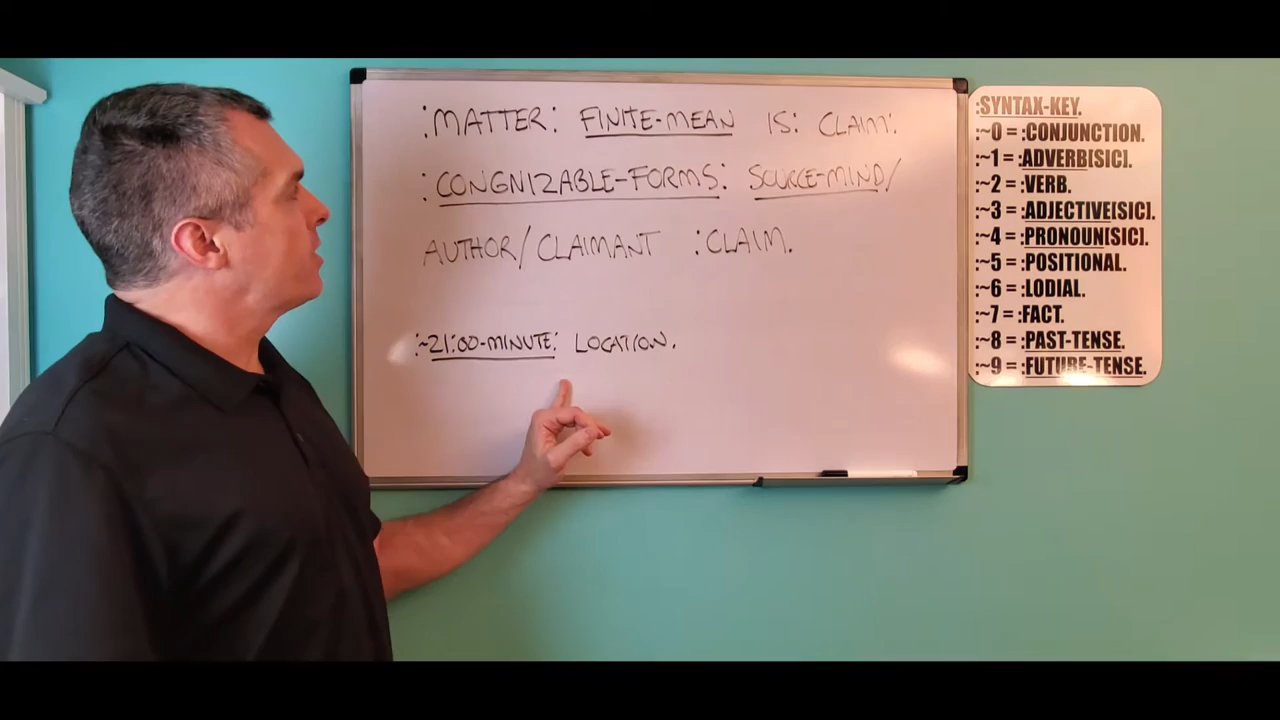 :MATTER: FINITE-MEAN IS: CLAIM:
:CONGNIZABLE-FORMS: SOURCE-MIND/
AUTHOR/CLAIMANT :CLAIM.
:~21:00-MINUTE: LOCATION.
:SYNTAX-KEY.
:~0 = :CONJUNCTION.
:~1 = :ADVERB[SIC].
:~2 = :VERB.
:~3 = :ADJECTIVE[SIC].
:~4 = :PRONOUN[SIC].
:~5 = :POSITIONAL.
:~6 = :LODIAL.
:~7 = :FACT.
:~8 = :PAST-TENSE.
:~9 = :FUTURE-TENSE.